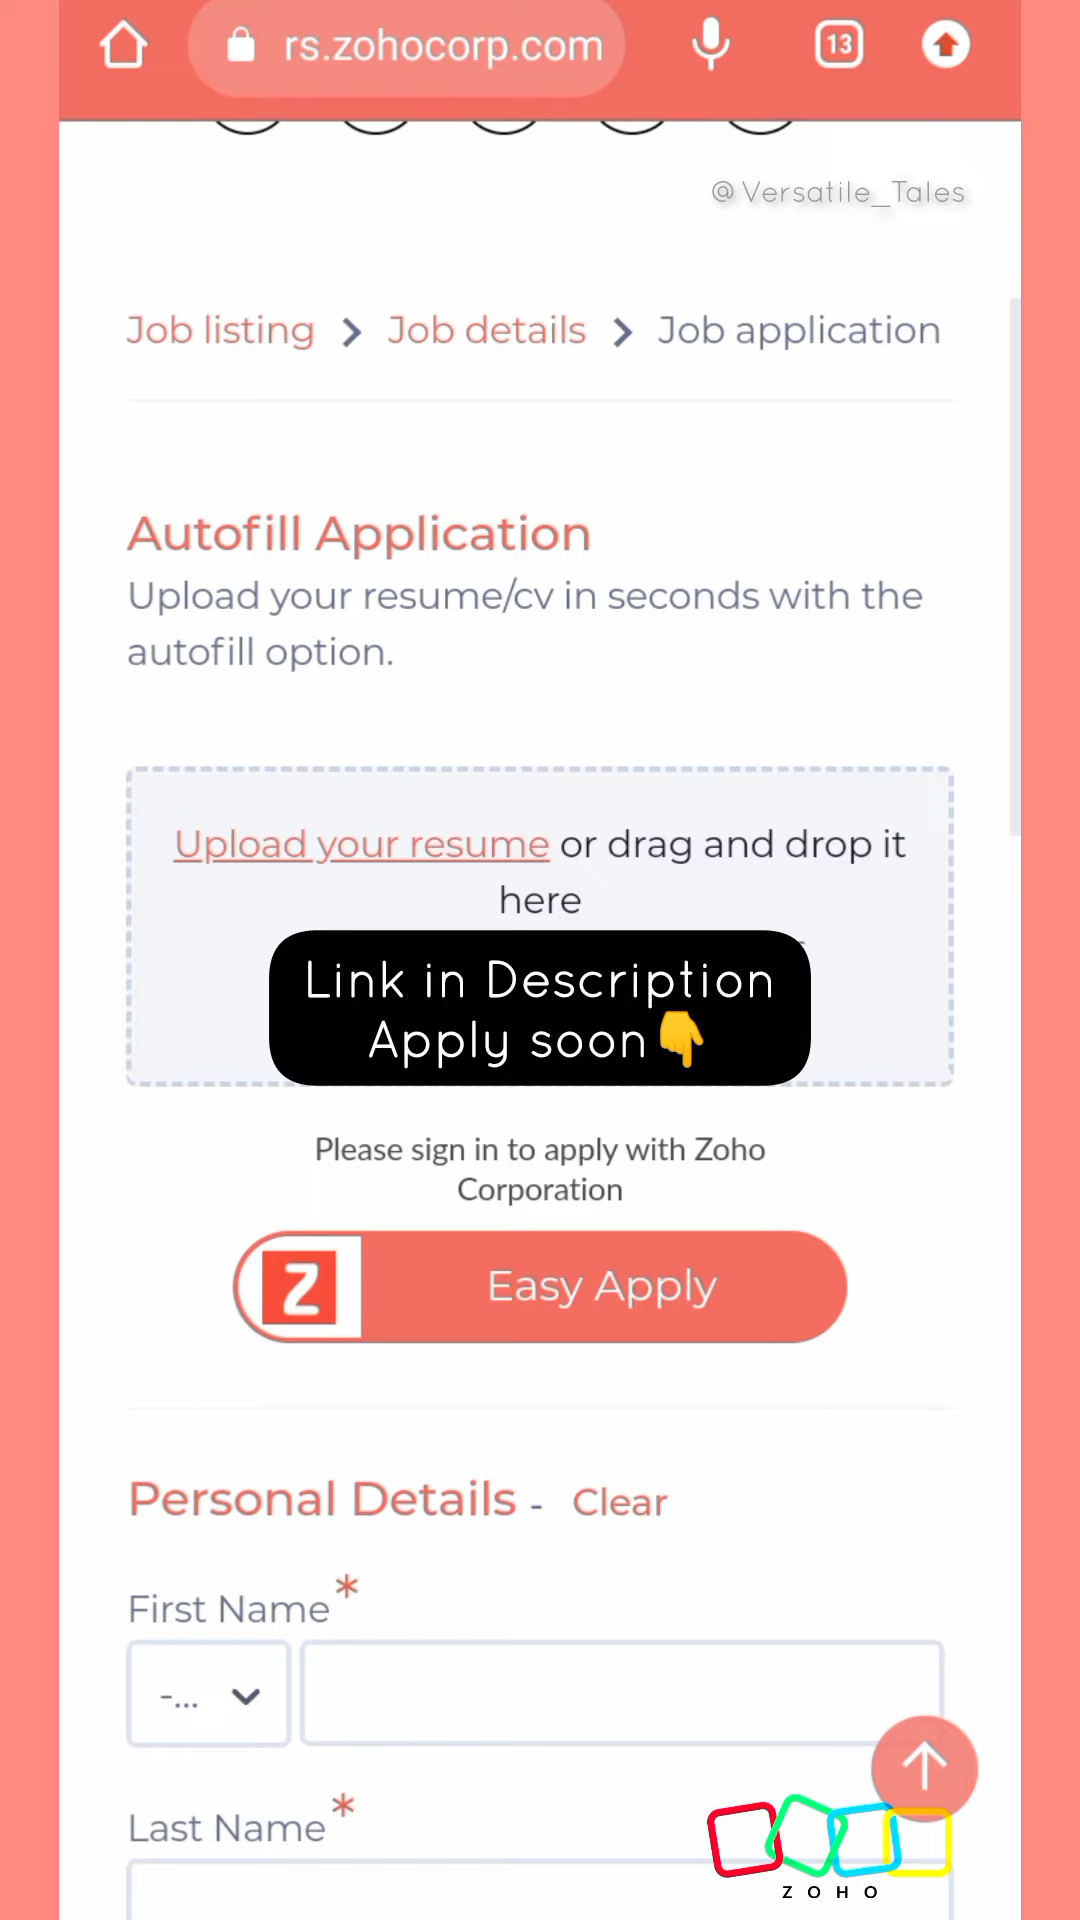 rs.zohocorp.com
13
@Versatile_Tales
Job listing > Job details > Job application
Autofill Application
Upload your resume/cv in seconds with the
autofill option.
Upload your resume or drag and drop it
here
Link in Description
Apply soon👇
Please sign in to apply with Zoho
Corporation
Z Easy Apply
Personal Details - Clear
First Name*
-...
Last Name*
ZOHO